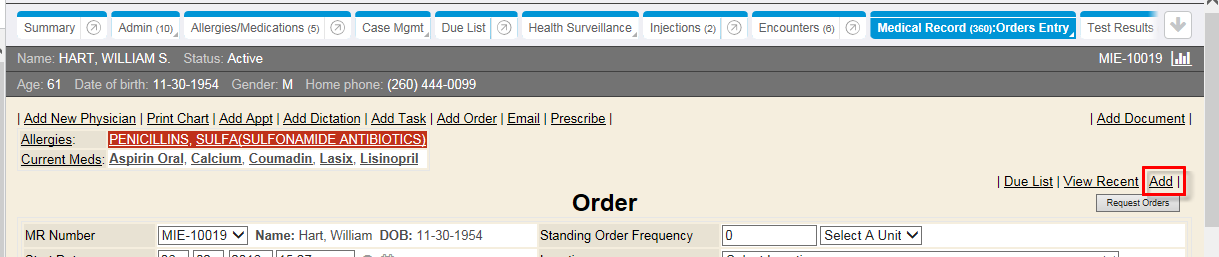 Summary Admin (10) Allergies/Medications (5) Case Mgmt Due List Health Surveillance Injections (2) Encounters (6) Medical Record (360):Orders Entry Test Results
Name: HART, WILLIAM S. Status: Active MIE-10019
Age: 61 Date of birth: 11-30-1954 Gender: M Home phone: (260) 444-0099
| Add New Physician | Print Chart | Add Appt | Add Dictation | Add Task | Add Order | Email | Prescribe | | Add Document |
Allergies: PENICILLINS, SULFA(SULFONAMIDE ANTIBIOTICS)
Current Meds: Aspirin Oral, Calcium, Coumadin, Lasix, Lisinopril
| Due List | View Recent Add |
Order
Request Orders
MR Number MIE-10019 Name: Hart, William DOB: 11-30-1954 Standing Order Frequency 0 Select A Unit